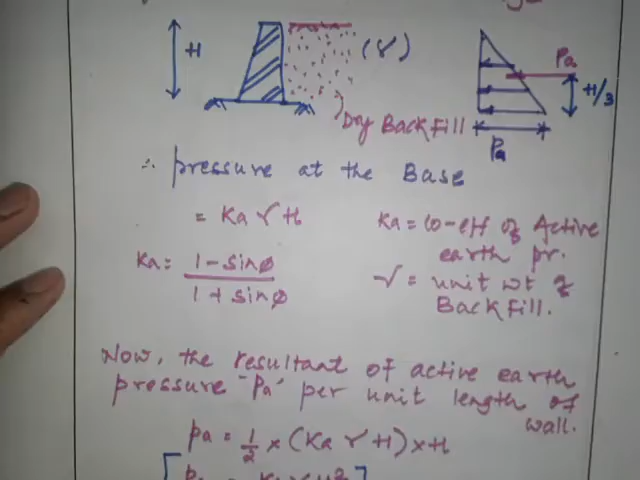 H
(γ)
Pa
H/3
Dry Backfill
Pa
∴ pressure at the Base
= Ka γ H
Ka = Co-eff of Active
earth pr.
Ka = 1 - sinø
1 + sinø
γ = unit wt of
Backfill.
Now, the resultant of active earth
pressure "Pa" per unit length of
wall.
Pa = 1/2 x (Ka γ H) x H